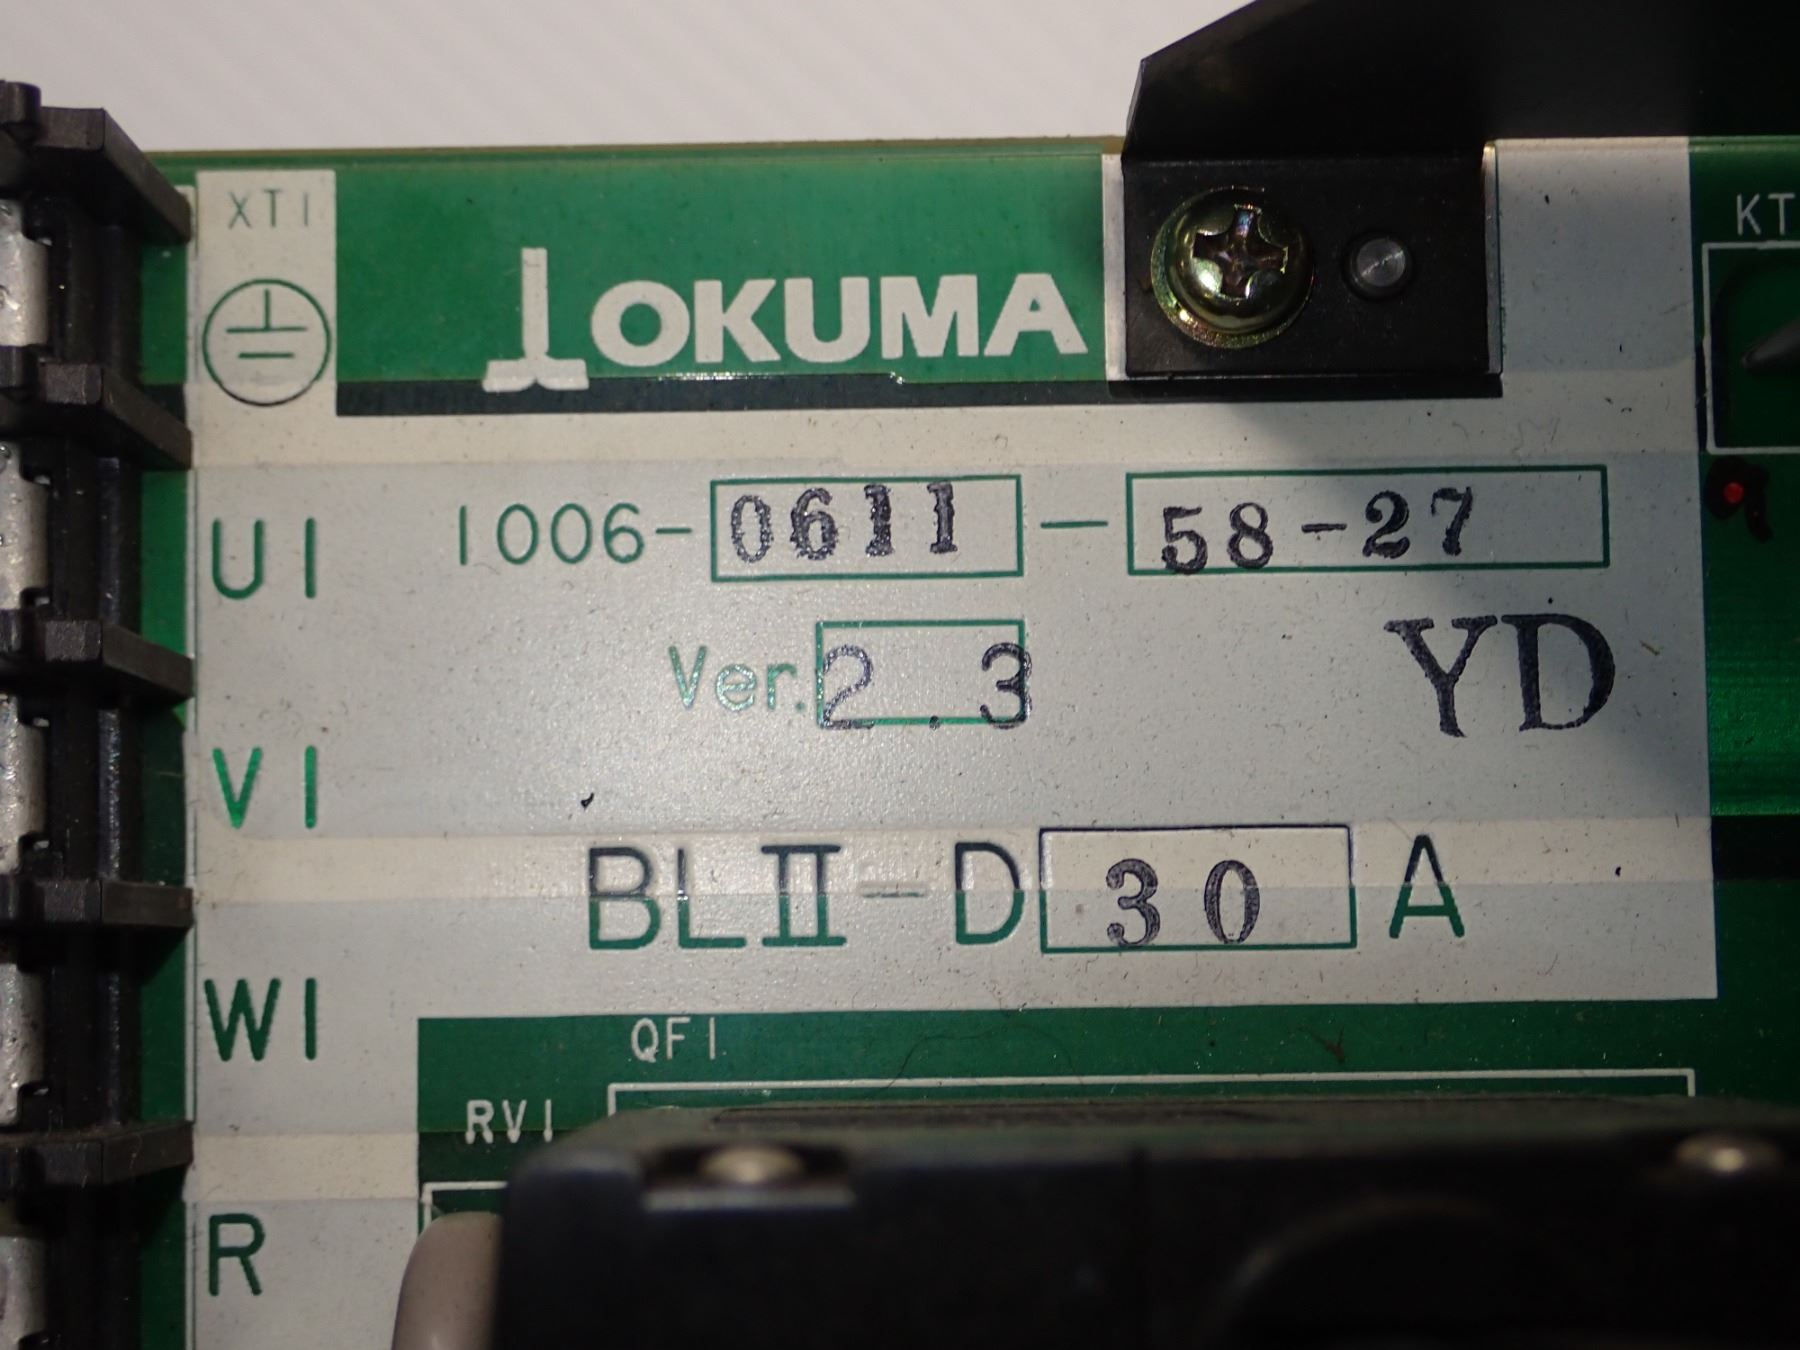 XT1
KT
OKUMA
U1
1006-0611-58-27
Ver.2.3 YD
V1
BLII-D30A
W1
QF1
RV1
R